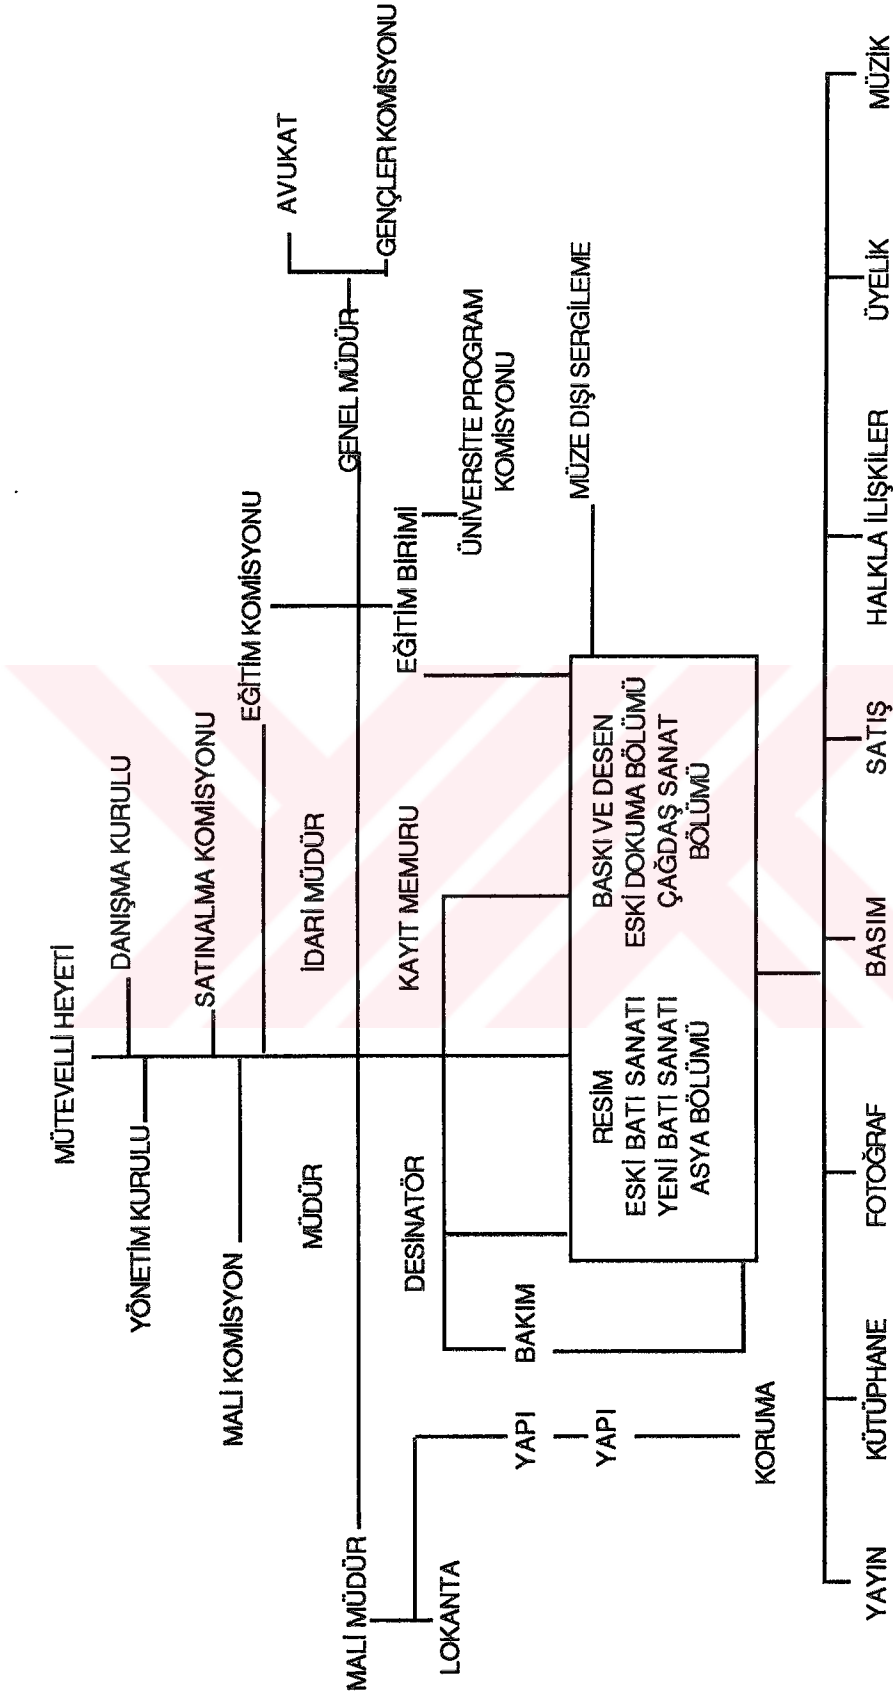 MÜTEVELLİ HEYETİ
DANIŞMA KURULU
YÖNETİM KURULU
SATINALMA KOMİSYONU
MALİ KOMİSYON
EĞİTİM KOMİSYONU
AVUKAT
MÜDÜR
İDARİ MÜDÜR
MALİ MÜDÜR
GENEL MÜDÜR
GENÇLER KOMİSYONU
DESİNATÖR
KAYIT MEMURU
EĞİTİM BİRİMİ
LOKANTA
ÜNİVERSİTE PROGRAM
KOMİSYONU
YAPI
BAKIM
MÜZE DIŞI SERGİLEME
YAPI
RESİM
ESKİ BATI SANATI
YENİ BATI SANATI
ASYA BÖLÜMÜ
BASKI VE DESEN
ESKİ DOKUMA BÖLÜMÜ
ÇAĞDAŞ SANAT
BÖLÜMÜ
KORUMA
YAYIN
KÜTÜPHANE
FOTOĞRAF
BASIM
SATIŞ
HALKLA İLİŞKİLER
ÜYELİK
MÜZİK